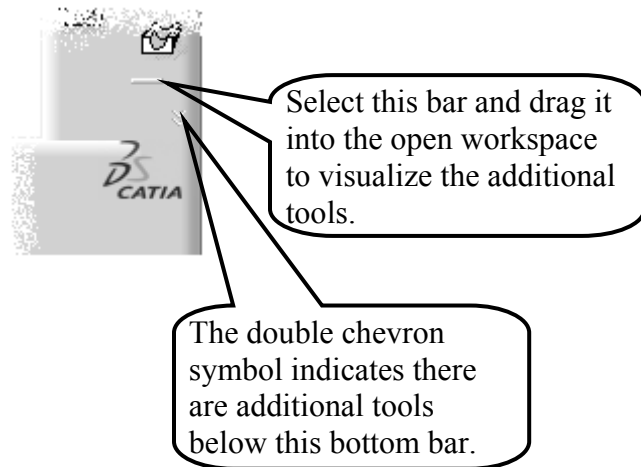 Select this bar and drag it
into the open workspace
to visualize the additional
tools.
DS
CATIA
The double chevron
symbol indicates there
are additional tools
below this bottom bar.